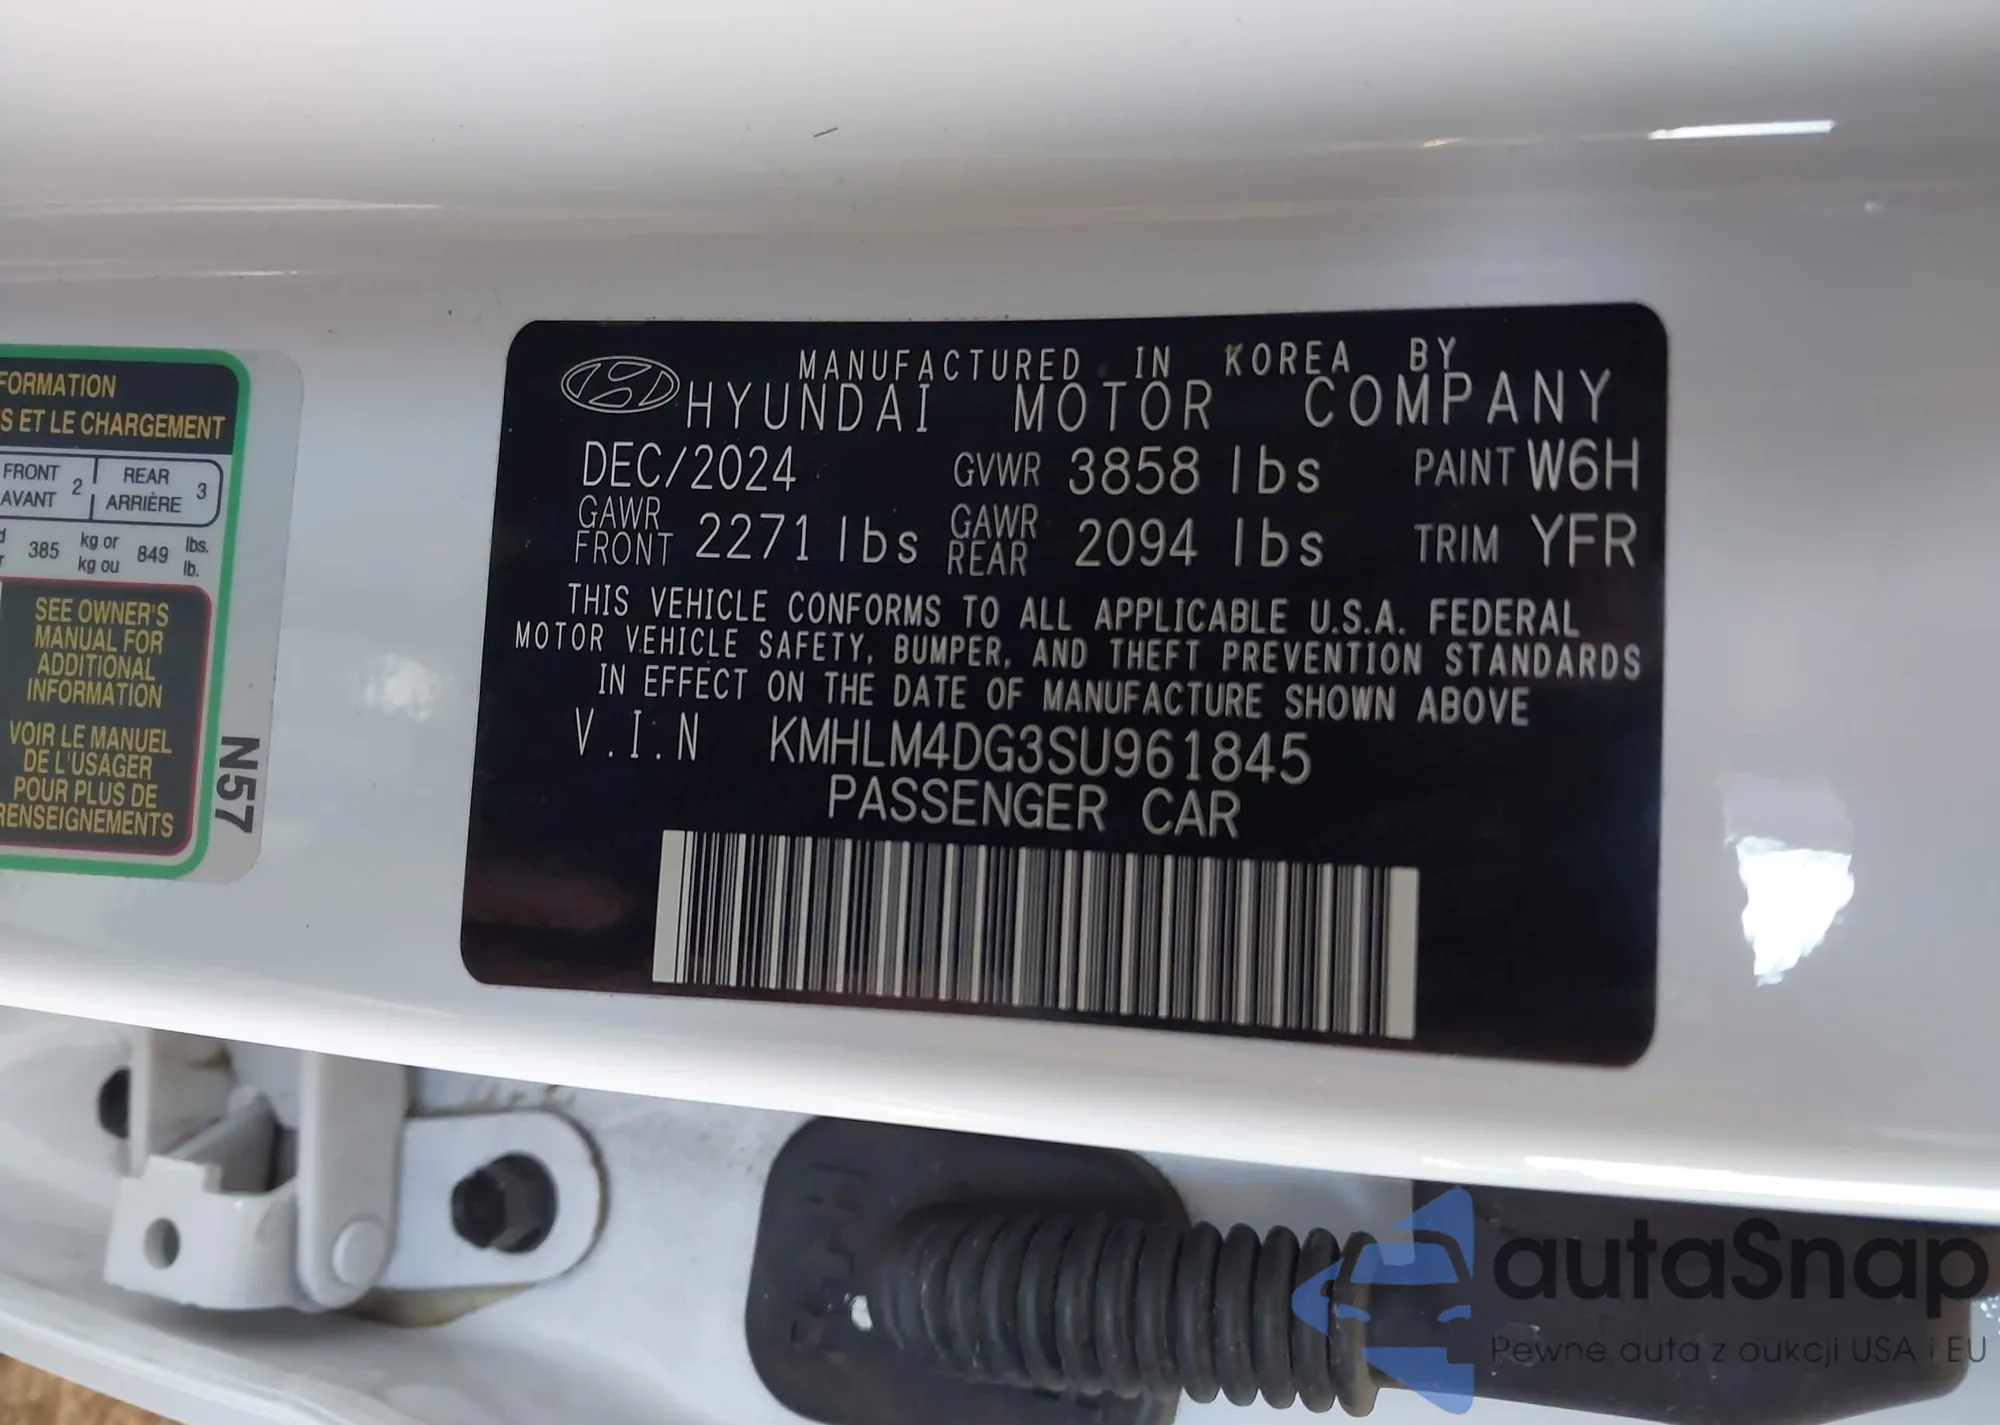 FORMATION
S ET LE CHARGEMENT
FRONT 2 REAR 3
AVANT ARRIÈRE
385 kg or 849 lbs.
kg ou lb.
SEE OWNER'S
MANUAL FOR
ADDITIONAL
INFORMATION
VOIR LE MANUEL
DE L'USAGER
POUR PLUS DE
RENSEIGNEMENTS
N57
MANUFACTURED IN KOREA BY
HYUNDAI MOTOR COMPANY
DEC/2024 GVWR 3858 lbs PAINT W6H
GAWR FRONT 2271 lbs GAWR REAR 2094 lbs TRIM YFR
THIS VEHICLE CONFORMS TO ALL APPLICABLE U.S.A. FEDERAL
MOTOR VEHICLE SAFETY, BUMPER, AND THEFT PREVENTION STANDARDS
IN EFFECT ON THE DATE OF MANUFACTURE SHOWN ABOVE
V.I.N KMHLM4DG3SU961845
PASSENGER CAR
autaSnap
Pewne auta z aukcji USA i EU